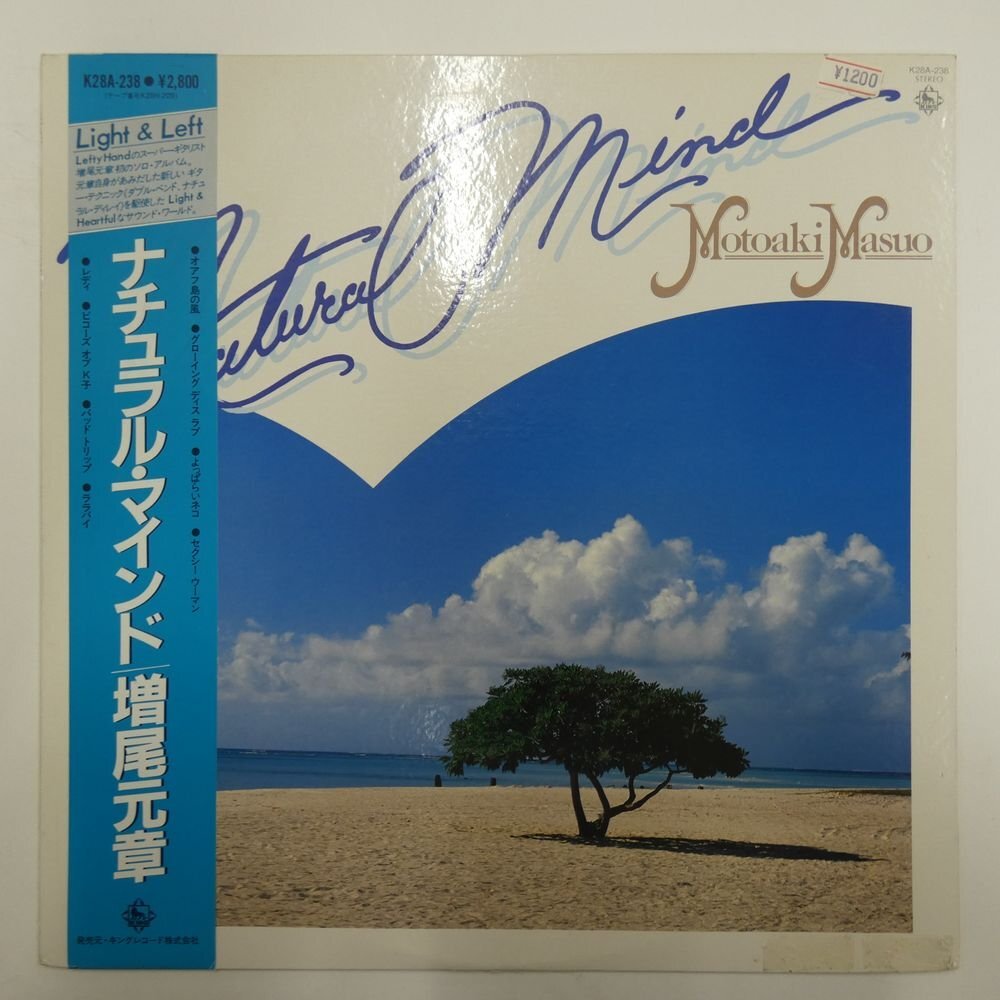 K28A-238 ● ¥2,800
Light & Left
Lefty Handのスーパー・ギタリスト
増尾元章 初のソロ・アルバム。
元章自身があみだした新しい ギタ
ー・テクニック(ダブル・ベンド、ナチュ
ラル・ディレイ)を駆使した Light &
Heartfulなサウンド・ワールド。
●オアフ島の風 ●グローイング ディス ラブ ●よっぱらいネコ ●セクシー ウーマン
●レディ ●ビコーズ オブ K子 ●バッド トリップ ●ララバイ
ナチュラル・マインド 増尾元章
発売元・キングレコード株式会社
¥1200
K28A-238
STEREO
KING
Natural Mind
Motoaki Masuo